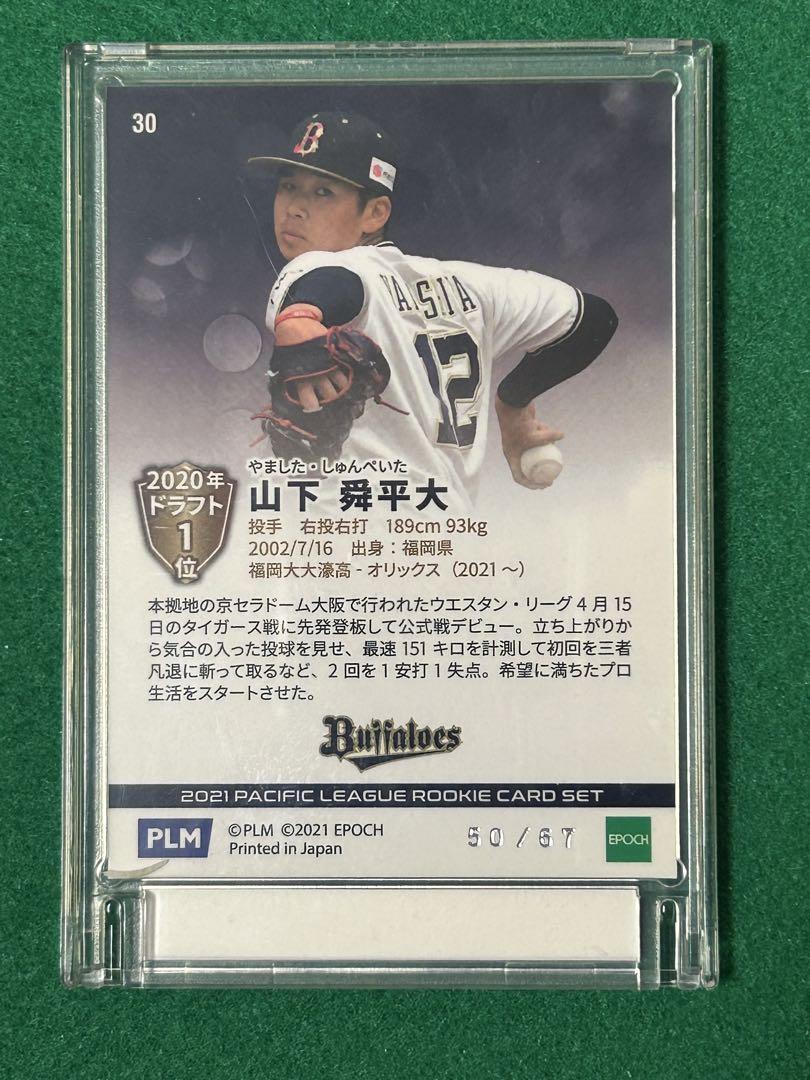 30
B
YA
SITA
12
2020年
ドラフト
1
位
やました・しゅんぺいた
山下 舜平大
投手 右投右打 189cm 93kg
2002/7/16 出身:福岡県
福岡大大濠高 - オリックス(2021～)
本拠地の京セラドーム大阪で行われたウエスタン・リーグ 4 月 15
日のタイガース戦に先発登板して公式戦デビュー。立ち上がりか
ら気合の入った投球を見せ、最速 151 キロを計測して初回を三者
凡退に斬って取るなど、2 回を 1 安打 1 失点。希望に満ちたプロ
生活をスタートさせた。
Buffaloes
2021 PACIFIC LEAGUE ROOKIE CARD SET
PLM
©PLM ©2021 EPOCH
Printed in Japan
50/67
EPOCH